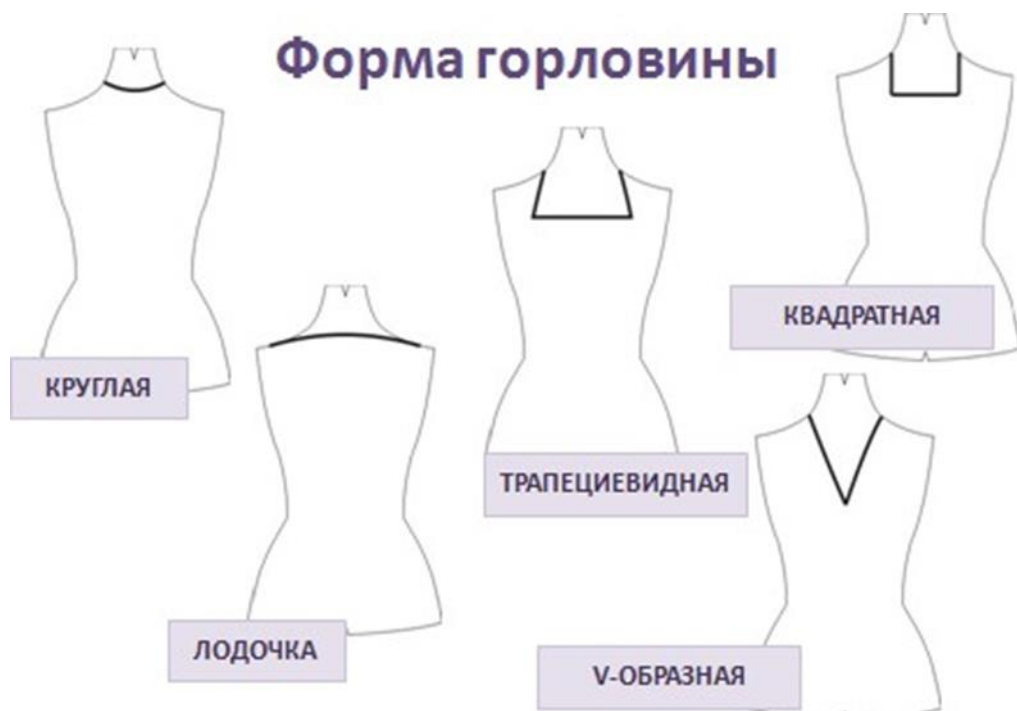 Форма горловины
КВАДРАТНАЯ
КРУГЛАЯ
ТРАПЕЦИЕВИДНАЯ
ЛОДОЧКА
V-ОБРАЗНАЯ